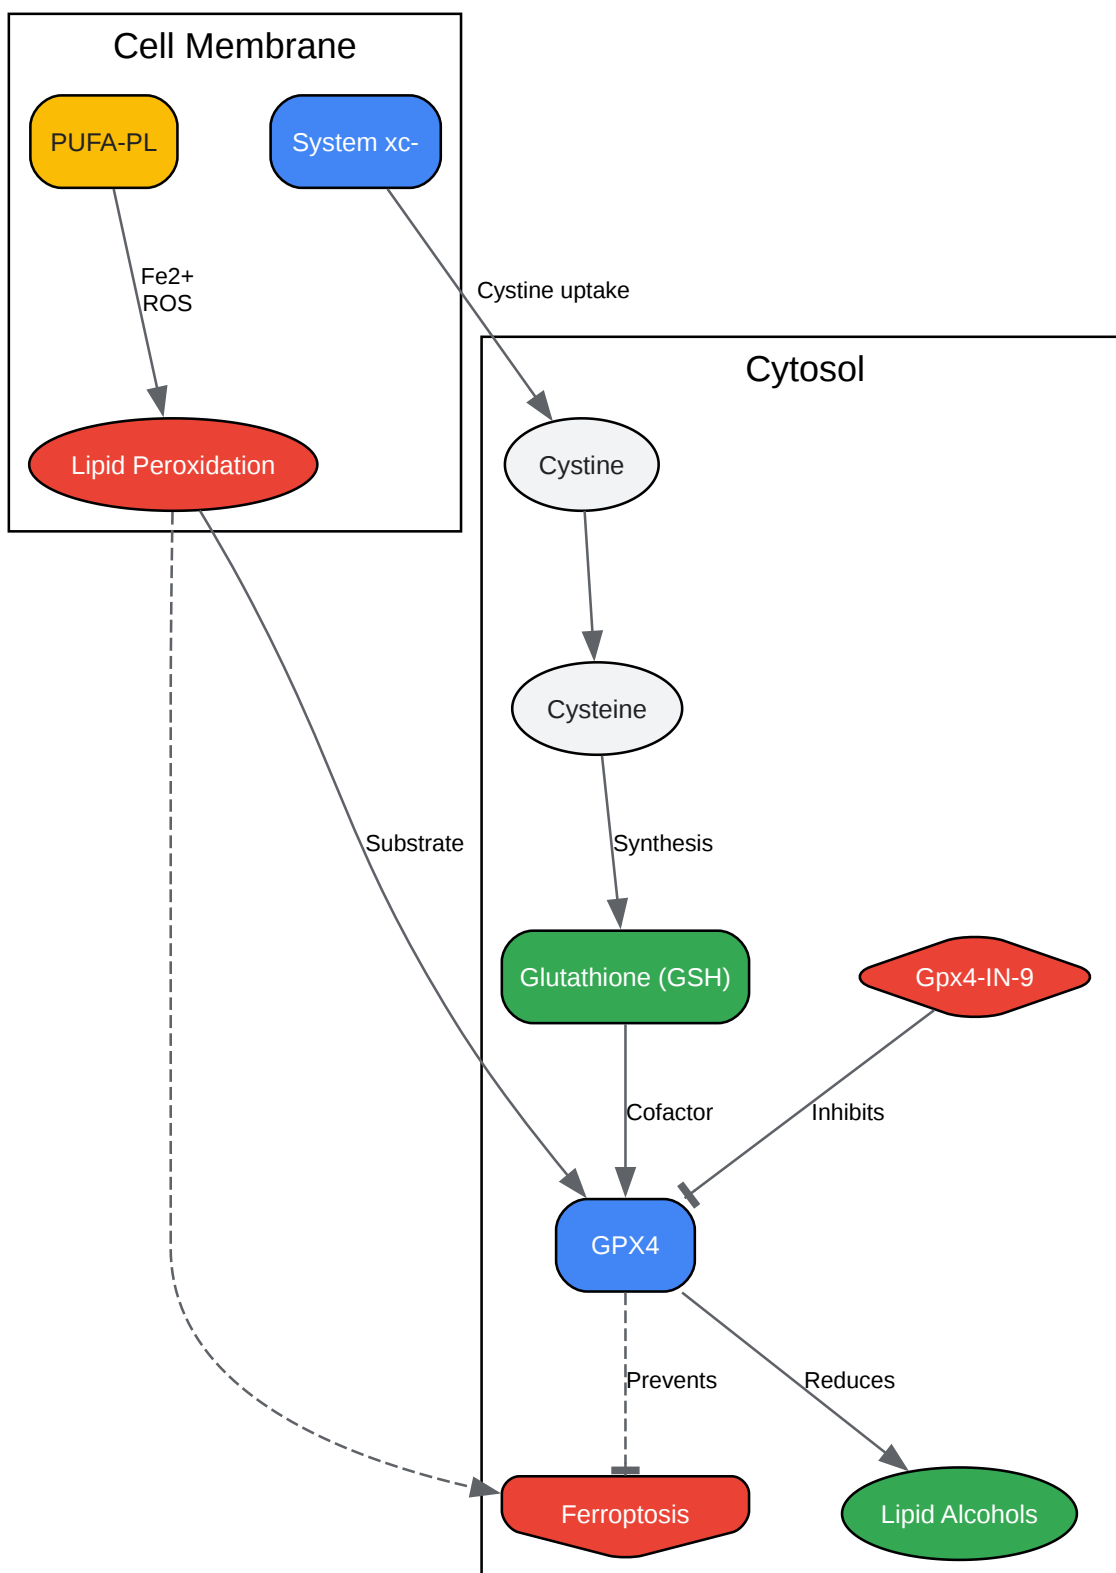 Cell Membrane
PUFA-PL
System xc-
Fe2+
ROS
Cystine uptake
Cytosol
Lipid Peroxidation
Cystine
Cysteine
Substrate
Synthesis
Glutathione (GSH)
Gpx4-IN-9
Cofactor
Inhibits
GPX4
Prevents
Reduces
Ferroptosis
Lipid Alcohols